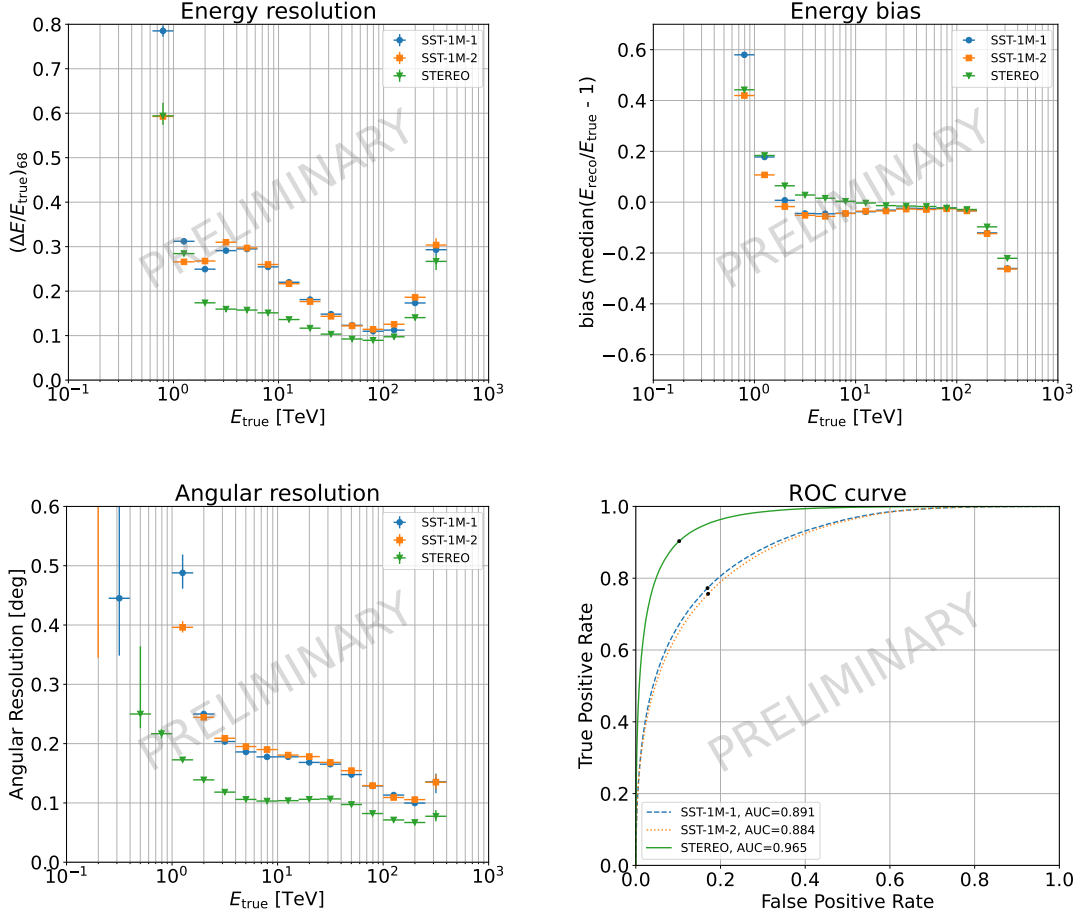 Energy resolution
(ΔE/E_true)_68
0.8
0.7
0.6
0.5
0.4
0.3
0.2
0.1
0.0
SST-1M-1
SST-1M-2
STEREO
PRELIMINARY
10^−1 10^0 10^1 10^2 10^3
E_true [TeV]
Energy bias
bias (median(E_reco/E_true - 1)
0.6
0.4
0.2
0.0
−0.2
−0.4
−0.6
SST-1M-1
SST-1M-2
STEREO
PRELIMINARY
10^−1 10^0 10^1 10^2 10^3
E_true [TeV]
Angular resolution
Angular Resolution [deg]
0.6
0.5
0.4
0.3
0.2
0.1
0.0
SST-1M-1
SST-1M-2
STEREO
PRELIMINARY
10^−1 10^0 10^1 10^2 10^3
E_true [TeV]
ROC curve
True Positive Rate
1.0
0.8
0.6
0.4
0.2
0.0
PRELIMINARY
SST-1M-1, AUC=0.891
SST-1M-2, AUC=0.884
STEREO, AUC=0.965
0.0 0.2 0.4 0.6 0.8 1.0
False Positive Rate